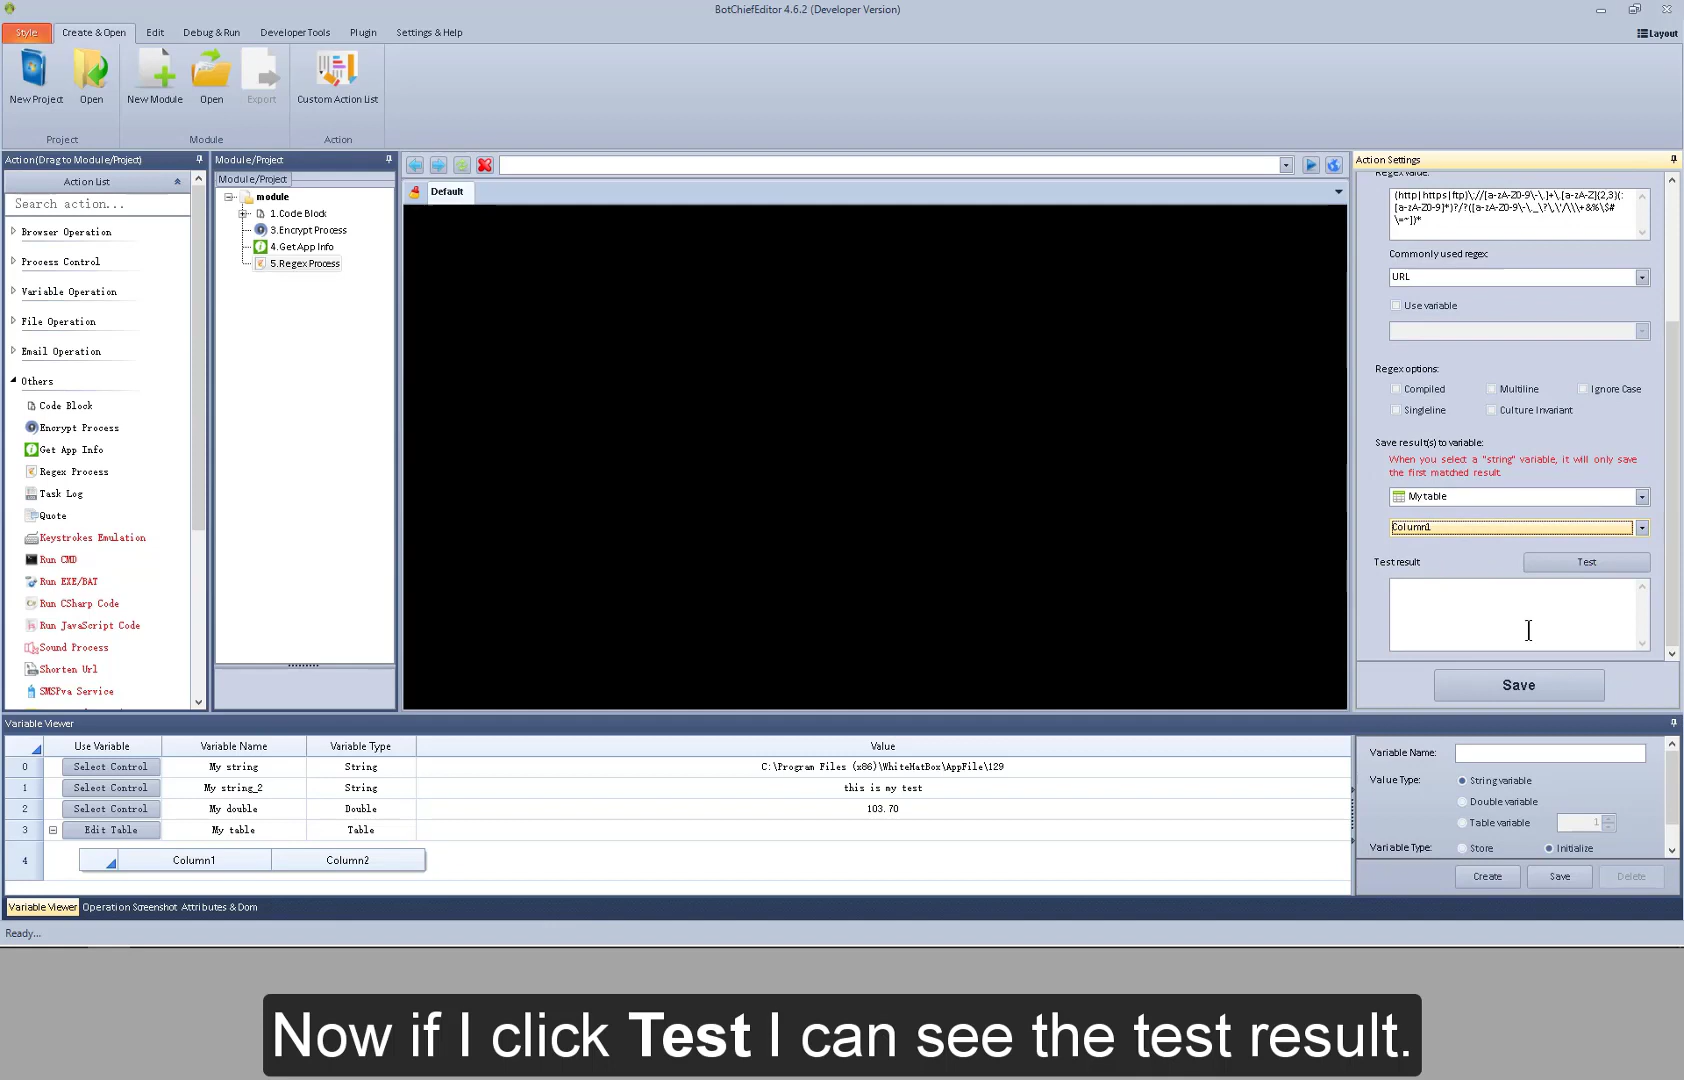 BotChiefEditor 4.6.2 (Developer Version)
Style
Create & Open
Edit
Debug & Run
Developer Tools
Plugin
Settings & Help
Layout
New Project
Open
New Module
Open
Export
Custom Action List
Project
Module
Action
Action(Drag to Module/Project)
Action List
Search action...
Browser Operation
Process Control
Variable Operation
File Operation
Email Operation
Others
Code Block
Encrypt Process
Get App Info
Regex Process
Task Log
Quote
Keystrokes Emulation
Run CMD
Run EXE/BAT
Run CSharp Code
Run JavaScript Code
Sound Process
Shorten Url
SMSPva Service
Module/Project
Module/Project
module
1.Code Block
3.Encrypt Process
4.Get App Info
5.Regex Process
Default
Action Settings
Regex value:
(http|https|ftp)\://[a-zA-Z0-9\-\.]+\.[a-zA-Z]{2,3}(:
[a-zA-Z0-9]*)?/?([a-zA-Z0-9\-\._\?\,\'/\\\+&%\$#
\=~])*
Commonly used regex:
URL
Use variable
Regex options:
Compiled
Multiline
Ignore Case
Singleline
Culture Invariant
Save result(s) to variable:
When you select a "string" variable, it will only save
the first matched result.
My table
Column1
Test result
Test
Save
Variable Viewer
Use Variable
Variable Name
Variable Type
Value
0
Select Control
My string
String
C:\Program Files (x86)\WhiteHatBox\AppFile\129
1
Select Control
My string_2
String
this is my test
2
Select Control
My double
Double
103.70
3
Edit Table
My table
Table
4
Column1
Column2
Variable Name:
Value Type:
String variable
Double variable
Table variable
1
Variable Type:
Store
Initialize
Create
Save
Delete
Variable Viewer
Operation Screenshot
Attributes & Dom
Ready...
Now if I click Test I can see the test result.